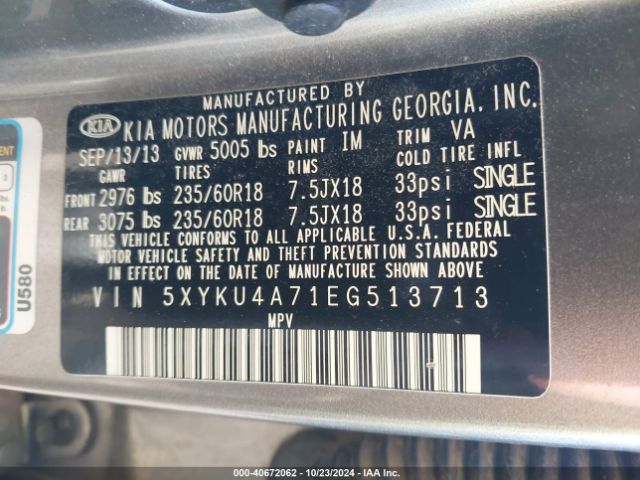 MANUFACTURED BY
KIA KIA MOTORS MANUFACTURING GEORGIA, INC.
SEP/13/13 GVWR 5005 lbs PAINT IM TRIM VA
GAWR TIRES RIMS COLD TIRE INFL
FRONT 2976 lbs 235/60R18 7.5JX18 33psi SINGLE
REAR 3075 lbs 235/60R18 7.5JX18 33psi SINGLE
THIS VEHICLE CONFORMS TO ALL APPLICABLE U.S.A. FEDERAL
MOTOR VEHICLE SAFETY AND THEFT PREVENTION STANDARDS
IN EFFECT ON THE DATE OF MANUFACTURE SHOWN ABOVE.
VIN 5XYKU4A71EG513713
MPV
U580
000-40672062 - 10/23/2024 - IAA Inc.